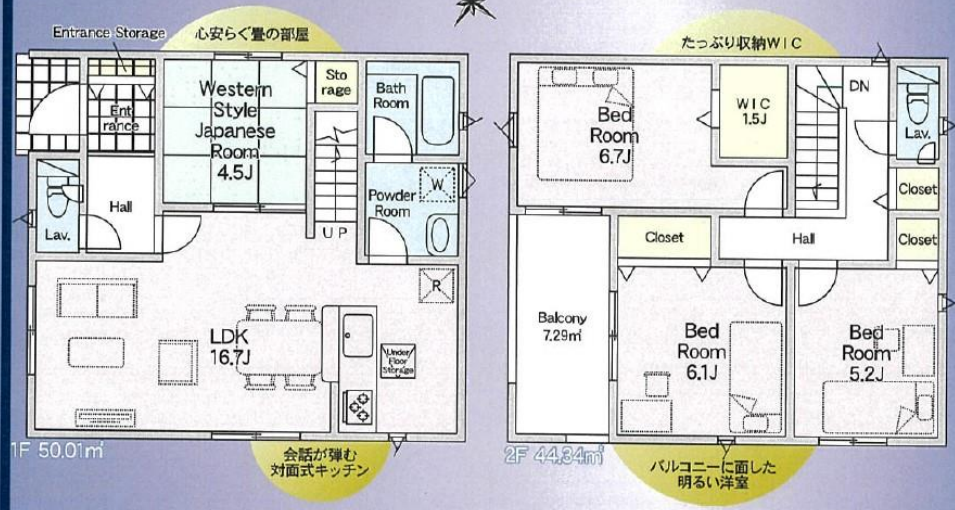 Entrance Storage
心安らぐ畳の部屋
Ent
rance
Western
Style
Japanese
Room
4.5J
Sto
rage
Bath
Room
Lav.
Hall
UP
Powder
Room
W
R
LDK
16.7J
Under
Floor
Storage
1F 50.01㎡
会話が弾む
対面式キッチン
たっぷり収納WIC
Bed
Room
6.7J
WIC
1.5J
DN
Lav.
Closet
Closet
Closet
Hall
Balcony
7.29㎡
Bed
Room
6.1J
Bed
Room
5.2J
2F 44.34㎡
バルコニーに面した
明るい洋室